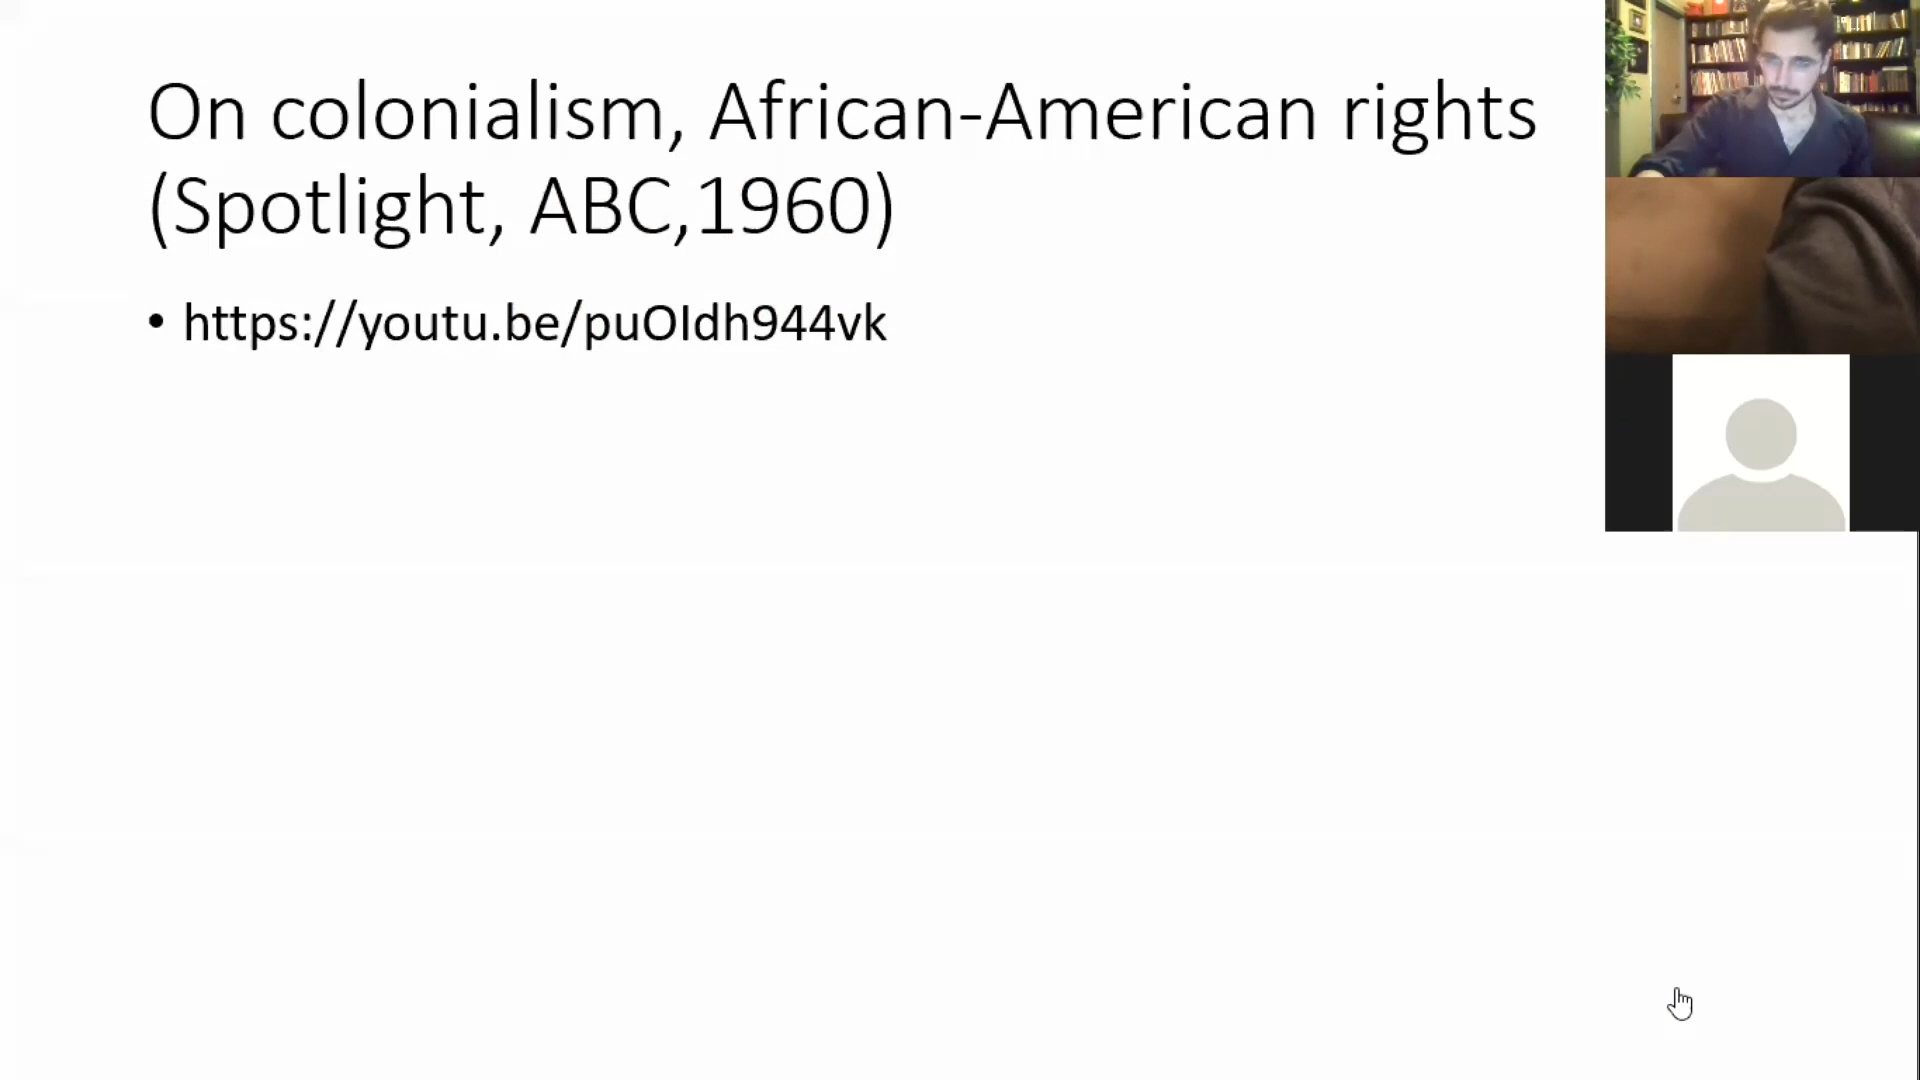 On colonialism, African-American rights
(Spotlight, ABC,1960)
• https://youtu.be/puOIdh944vk